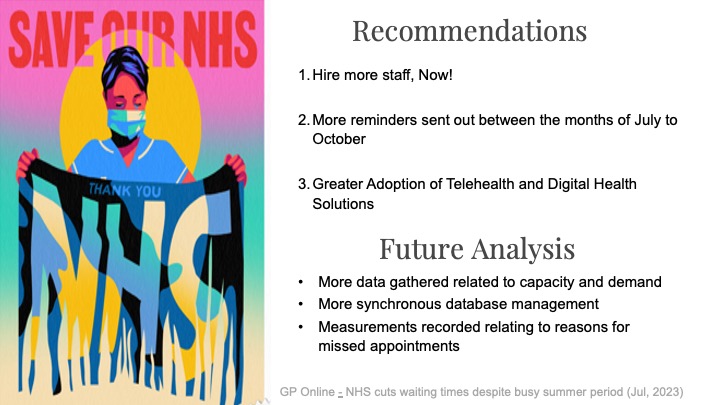 SAVE OUR NHS
THANK YOU
NHS
Recommendations
1. Hire more staff, Now!
2. More reminders sent out between the months of July to
October
3. Greater Adoption of Telehealth and Digital Health
Solutions
Future Analysis
• More data gathered related to capacity and demand
• More synchronous database management
• Measurements recorded relating to reasons for
missed appointments
GP Online - NHS cuts waiting times despite busy summer period (Jul, 2023)